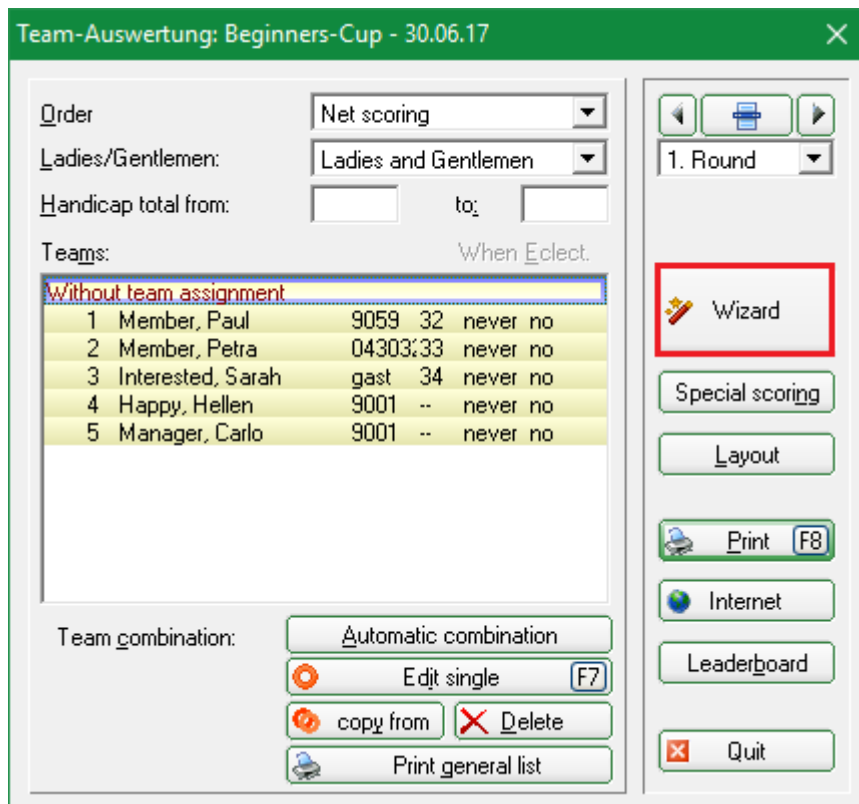 Team-Auswertung: Beginners-Cup - 30.06.17
Order Net scoring
Ladies/Gentlemen: Ladies and Gentlemen
Handicap total from: to:
Teams: When Eclect.
Without team assignment
1 Member, Paul 9059 32 never no
2 Member, Petra 04303 33 never no
3 Interested, Sarah gast 34 never no
4 Happy, Hellen 9001 -- never no
5 Manager, Carlo 9001 -- never no
Team combination: Automatic combination
Edit single F7
copy from Delete
Print general list
1. Round
Wizard
Special scoring
Layout
Print F8
Internet
Leaderboard
Quit